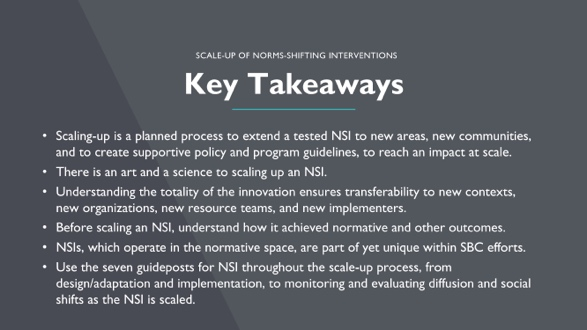 SCALE-UP OF NORMS-SHIFTING INTERVENTIONS
Key Takeaways
• Scaling-up is a planned process to extend a tested NSI to new areas, new communities,
and to create supportive policy and program guidelines, to reach an impact at scale.
• There is an art and a science to scaling up an NSI.
• Understanding the totality of the innovation ensures transferability to new contexts,
new organizations, new resource teams, and new implementers.
• Before scaling an NSI, understand how it achieved normative and other outcomes.
• NSIs, which operate in the normative space, are part of yet unique within SBC efforts.
• Use the seven guideposts for NSI throughout the scale-up process, from
design/adaptation and implementation, to monitoring and evaluating diffusion and social
shifts as the NSI is scaled.